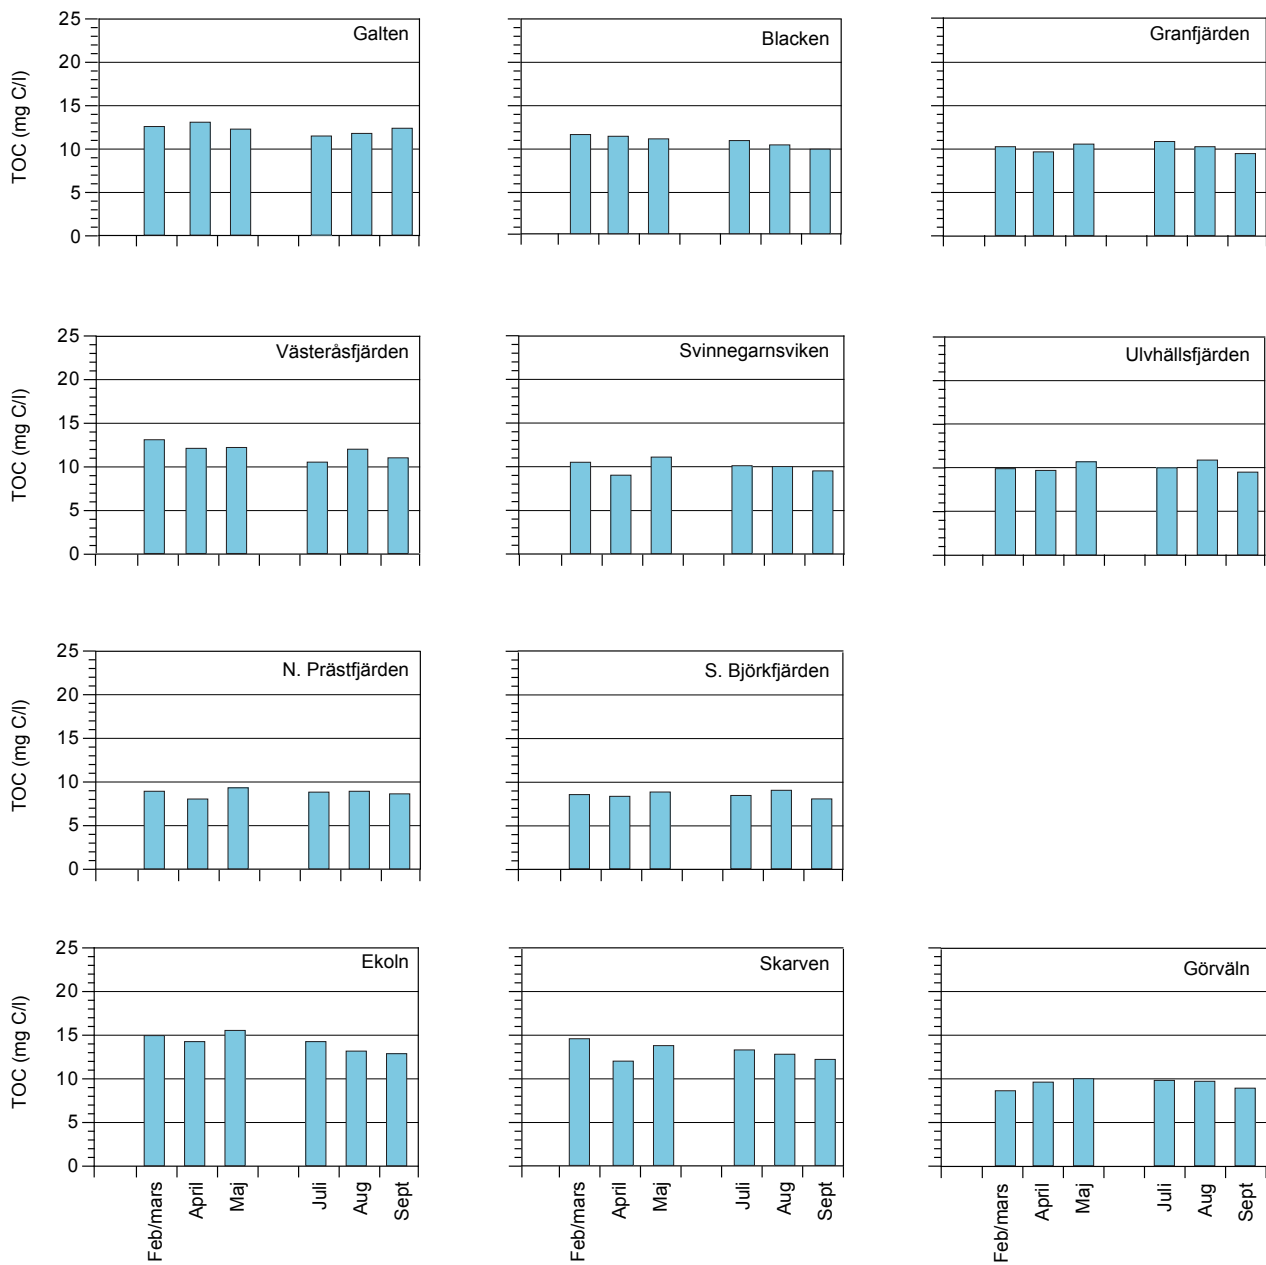 25
20
15
10
5
0
TOC (mg C/l)
Galten
Blacken
Granfjärden
25
20
15
10
5
0
TOC (mg C/l)
Västeråsfjärden
Svinnegarnsviken
Ulvhällsfjärden
25
20
15
10
5
0
TOC (mg C/l)
N. Prästfjärden
S. Björkfjärden
25
20
15
10
5
0
TOC (mg C/l)
Ekoln
Skarven
Görväln
Feb/mars
April
Maj
Juli
Aug
Sept
Feb/mars
April
Maj
Juli
Aug
Sept
Feb/mars
April
Maj
Juli
Aug
Sept